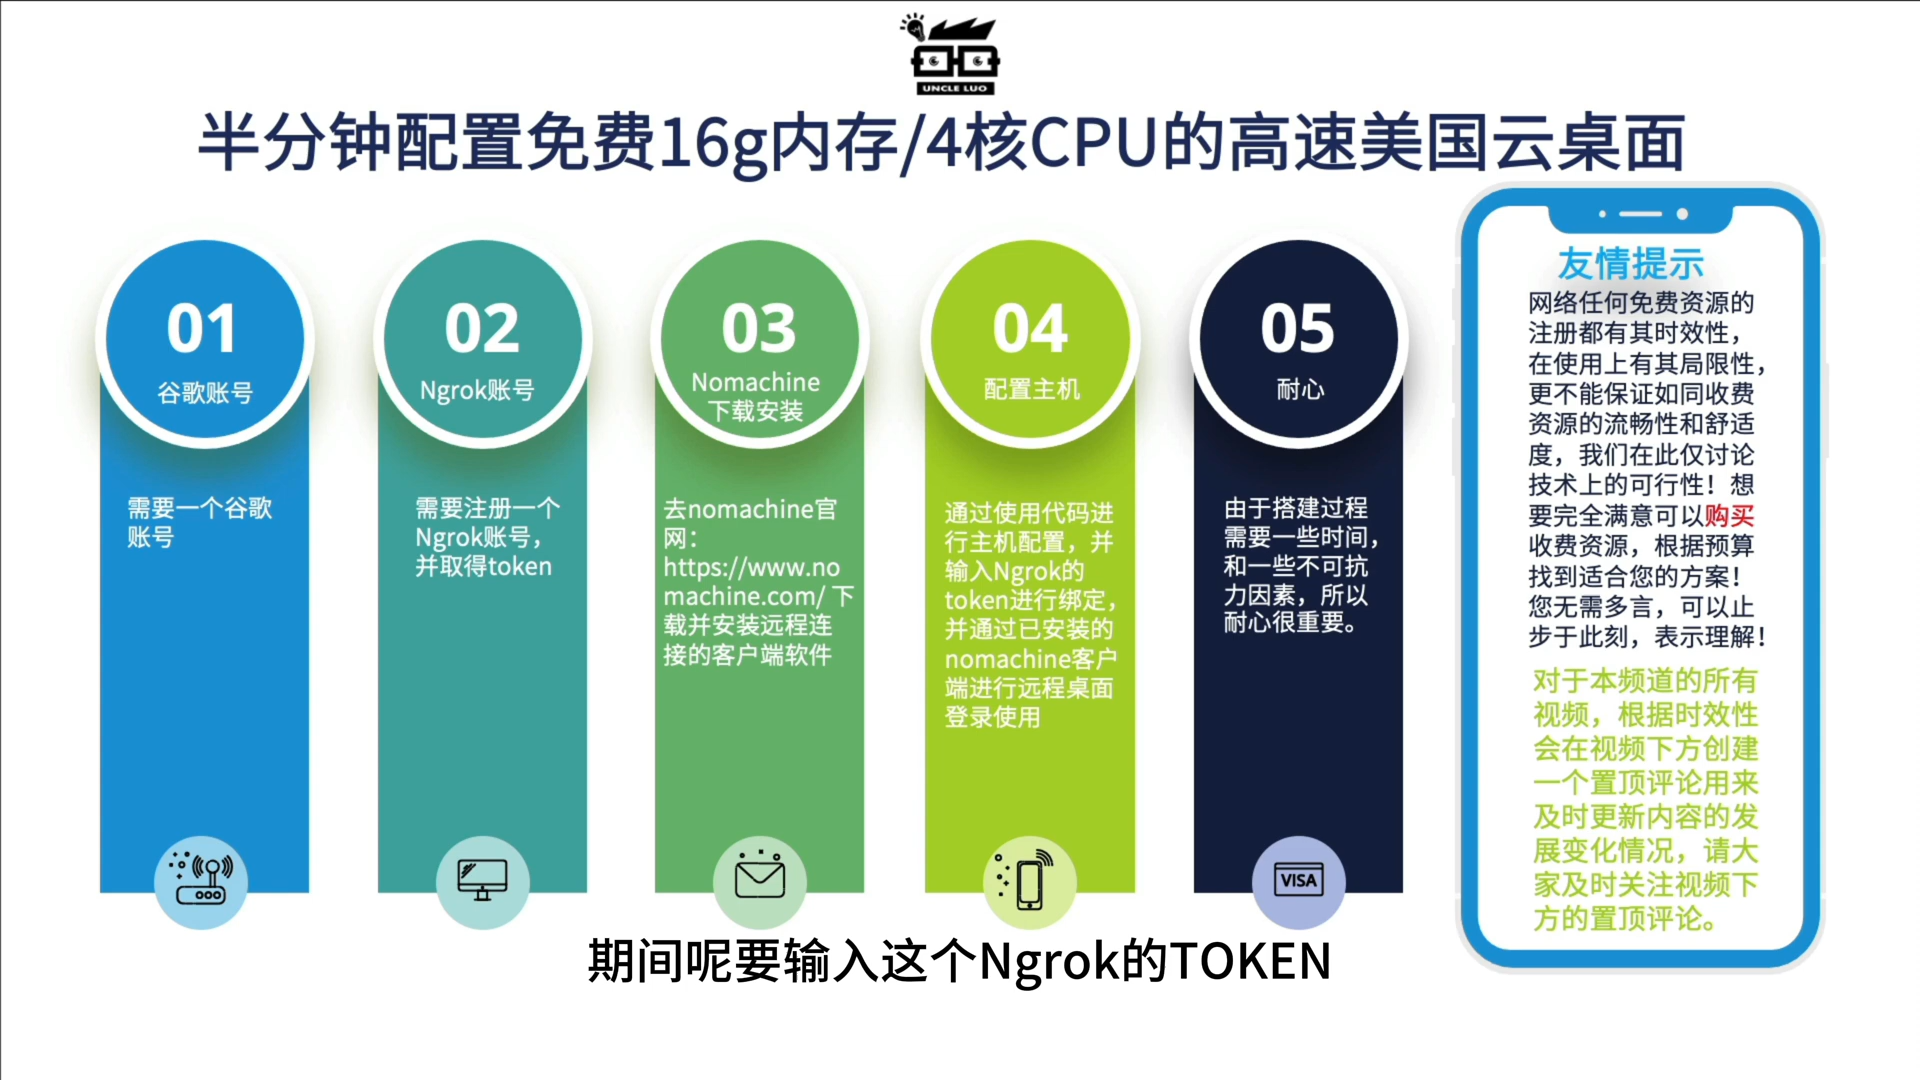 UNCLE LUO
半分钟配置免费16g内存/4核CPU的高速美国云桌面
01
谷歌账号
需要一个谷歌
账号
02
Ngrok账号
需要注册一个
Ngrok账号，
并取得token
03
Nomachine
下载安装
去nomachine官
网：
https://www.no
machine.com/ 下
载并安装远程连
接的客户端软件
04
配置主机
通过使用代码进
行主机配置，并
输入Ngrok的
token进行绑定，
并通过已安装的
nomachine客户
端进行远程桌面
登录使用
05
耐心
由于搭建过程
需要一些时间，
和一些不可抗
力因素，所以
耐心很重要。
VISA
友情提示
网络任何免费资源的
注册都有其时效性，
在使用上有其局限性，
更不能保证如同收费
资源的流畅性和舒适
度，我们在此仅讨论
技术上的可行性！想
要完全满意可以购买
收费资源，根据预算
找到适合您的方案！
您无需多言，可以止
步于此刻，表示理解！
对于本频道的所有
视频，根据时效性
会在视频下方创建
一个置顶评论用来
及时更新内容的发
展变化情况，请大
家及时关注视频下
方的置顶评论。
期间呢要输入这个Ngrok的TOKEN